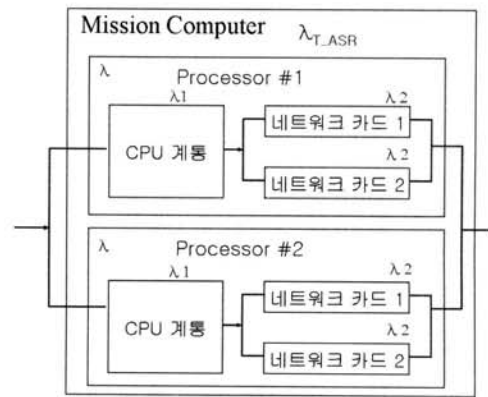 Mission Computer λT_ASR
λ Processor #1
λ1
λ2
네트워크 카드 1
CPU 계통
λ2
네트워크 카드 2
λ Processor #2
λ1
λ2
네트워크 카드 1
CPU 계통
λ2
네트워크 카드 2